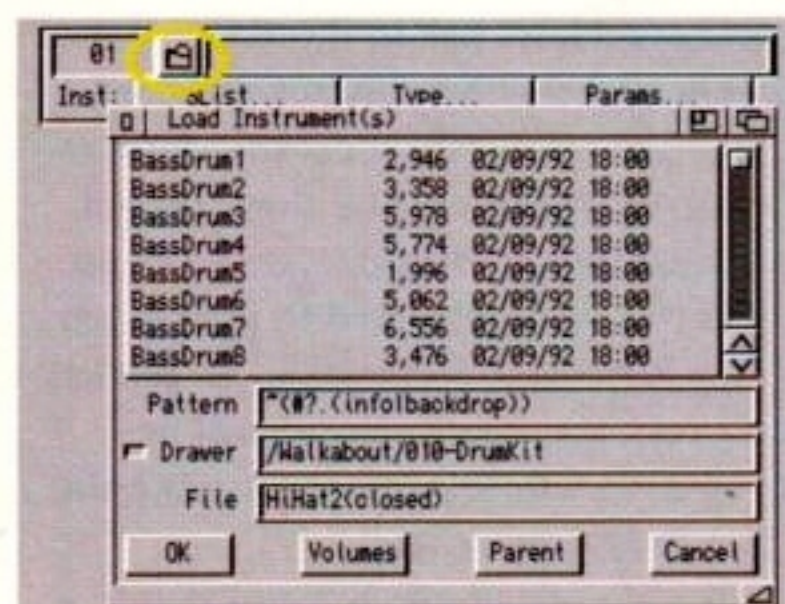 01
Inst: SList... Type... Params...
Load Instrument(s)
BassDrum1 2,946 02/09/92 18:00
BassDrum2 3,358 02/09/92 18:00
BassDrum3 5,978 02/09/92 18:00
BassDrum4 5,774 02/09/92 18:00
BassDrum5 1,996 02/09/92 18:00
BassDrum6 5,062 02/09/92 18:00
BassDrum7 6,556 02/09/92 18:00
BassDrum8 3,476 02/09/92 18:00
Pattern ~(#?.(info|backdrop))
Drawer /Walkabout/010-DrumKit
File HiHat2(closed)
OK Volumes Parent Cancel